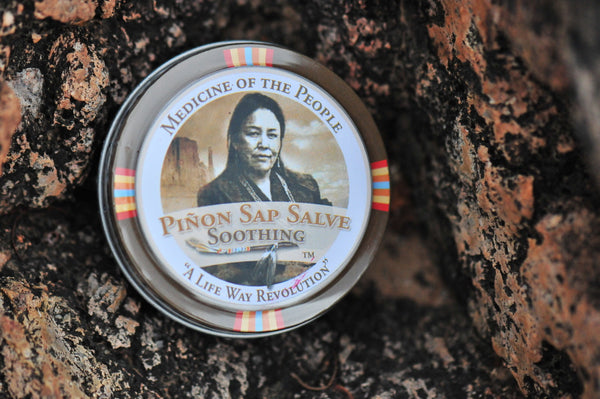 Medicine of the People
Piñon Sap Salve
Soothing
TM
"A Life Way Revolution"